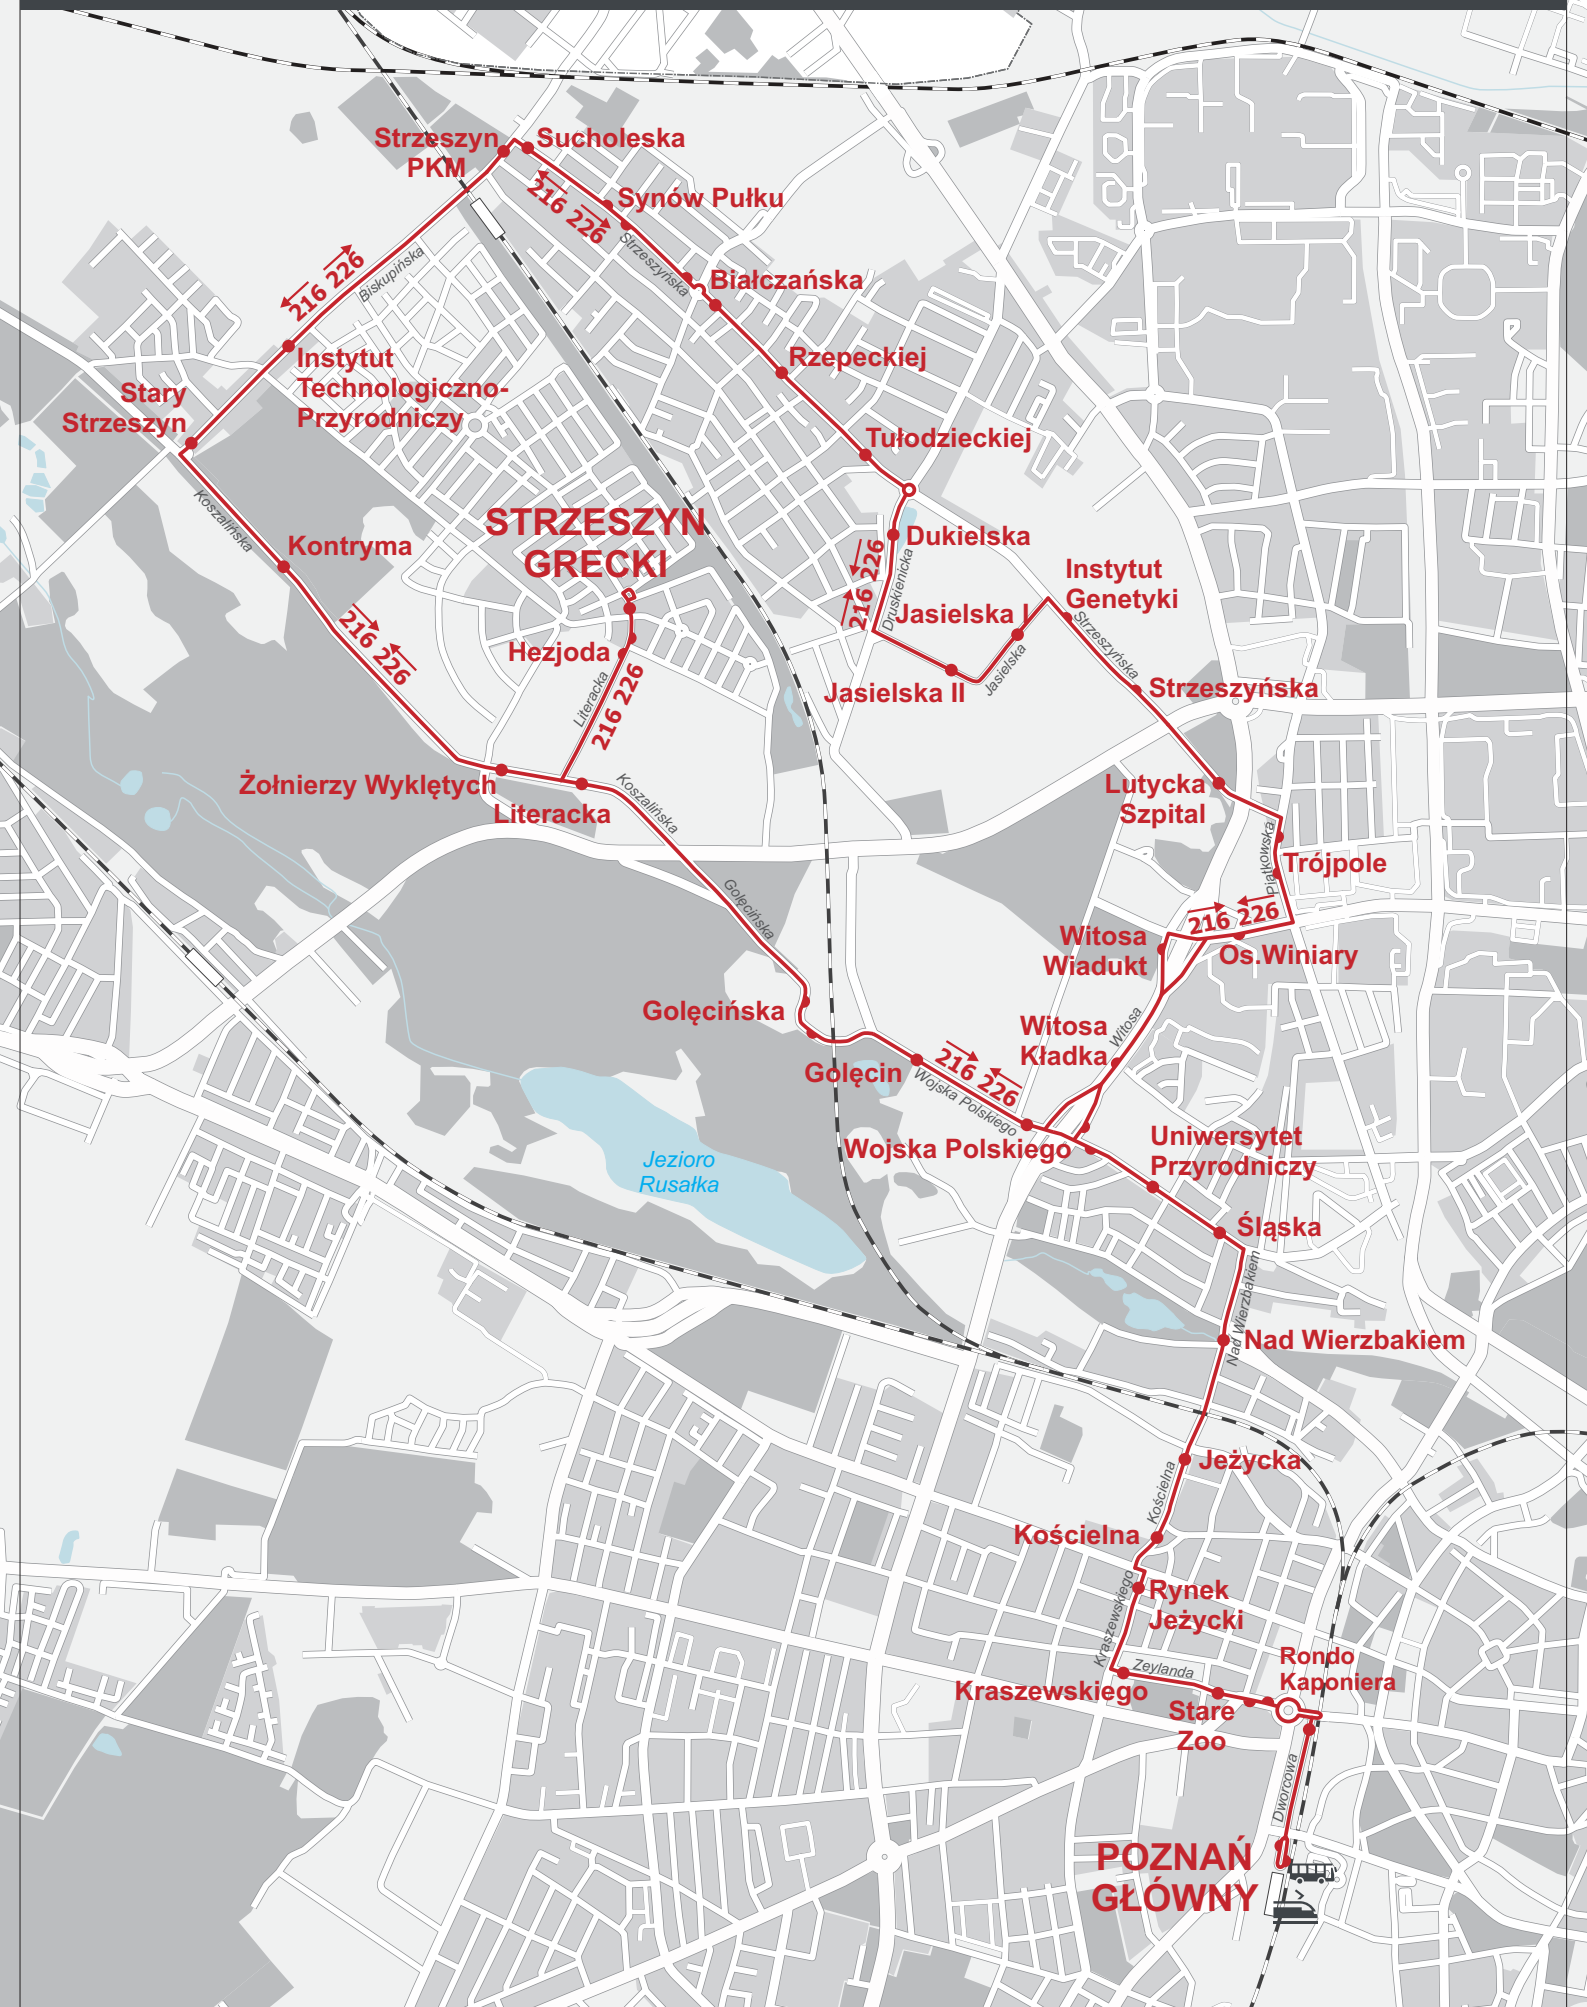 Strzeszyn
PKM
Sucholeska
Synów Pułku
216 226
Strzeszyńska
216 226
Biskupińska
Białczańska
Instytut
Technologiczno-
Przyrodniczy
Rzepeckiej
Stary
Strzeszyn
Tułodzieckiej
Koszalińska
Kontryma
STRZESZYN
GRECKI
Dukielska
216 226
Druskienicka
Instytut
Genetyki
Jasielska I
Strzeszyńska
216 226
Hezjoda
Literacka
216 226
Jasielska II
Jasielska
Strzeszyńska
Żołnierzy Wyklętych
Literacka
Koszalińska
Lutycka
Szpital
Piątkowska
Trójpole
Golęcińska
216 226
Witosa
Wiadukt
Os.Winiary
Golęcińska
Witosa
Kładka
Witosa
Golęcin
216 226
Wojska Polskiego
Wojska Polskiego
Uniwersytet
Przyrodniczy
Jezioro
Rusałka
Śląska
Nad Wierzbakiem
Nad Wierzbakiem
Jeżycka
Kościelna
Kościelna
Rynek
Jeżycki
Kraszewskiego
Zeylanda
Rondo
Kaponiera
Kraszewskiego
Stare
Zoo
Dworcowa
POZNAŃ
GŁÓWNY